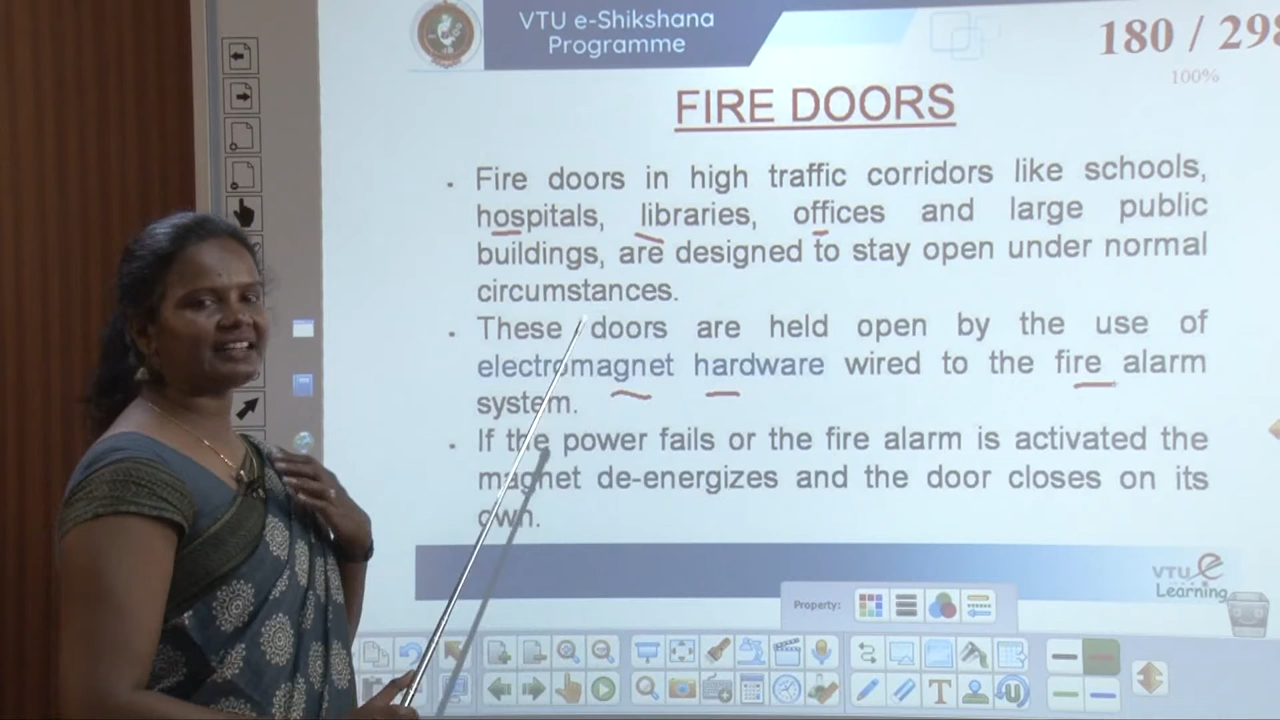 VTU e-Shikshana
Programme
180 / 298
100%
FIRE DOORS
Fire doors in high traffic corridors like schools,
hospitals, libraries, offices and large public
buildings, are designed to stay open under normal
circumstances.
These doors are held open by the use of
electromagnet hardware wired to the fire alarm
system.
If the power fails or the fire alarm is activated the
magnet de-energizes and the door closes on its
own.
VTU e
Learning
Property: